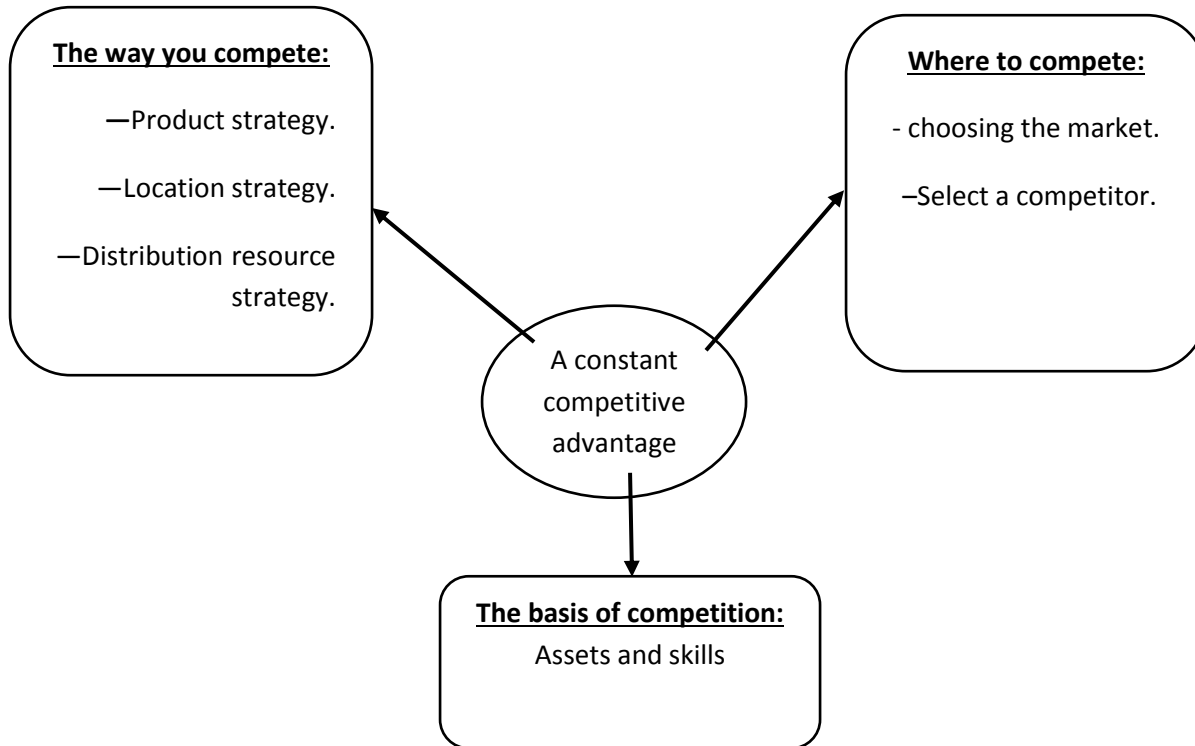 The way you compete:
—Product strategy.
—Location strategy.
—Distribution resource
strategy.
Where to compete:
- choosing the market.
–Select a competitor.
A constant
competitive
advantage
The basis of competition:
Assets and skills